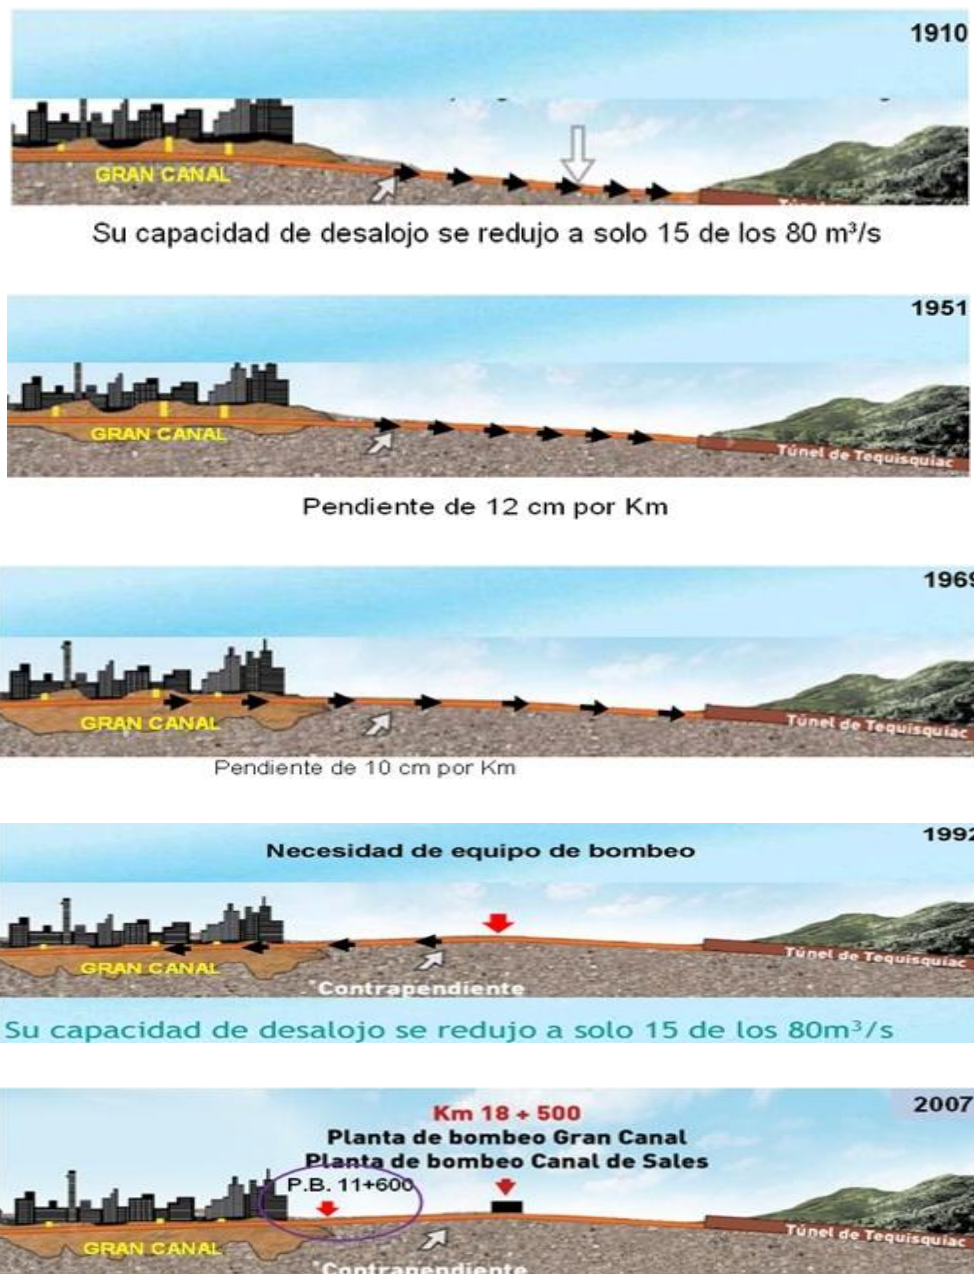 1910
GRAN CANAL
Su capacidad de desalojo se redujo a solo 15 de los 80 m³/s
1951
GRAN CANAL
Túnel de Tequisquiac
Pendiente de 12 cm por Km
1969
GRAN CANAL
Túnel de Tequisquiac
Pendiente de 10 cm por Km
1992
Necesidad de equipo de bombeo
GRAN CANAL
Túnel de Tequisquiac
*Contrapendiente
Su capacidad de desalojo se redujo a solo 15 de los 80m³/s
2007
Km 18 + 500
Planta de bombeo Gran Canal
Planta de bombeo Canal de Sales
P.B. 11+600
GRAN CANAL
Túnel de Tequisquiac
*Contrapendiente